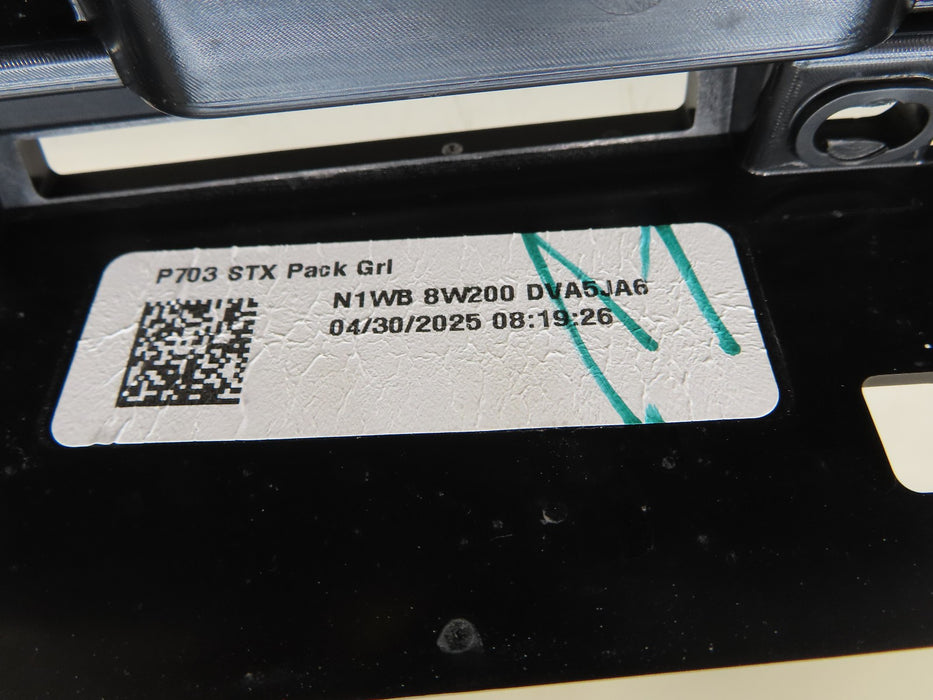 P703 STX Pack Grl
N1WB 8W200 DVA5JA6
04/30/2025 08:19:26